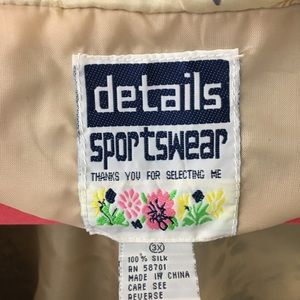 details
sportswear
THANKS YOU FOR SELECTING ME
3X
100% SILK
RN 58701
MADE IN CHINA
CARE SEE
REVERSE